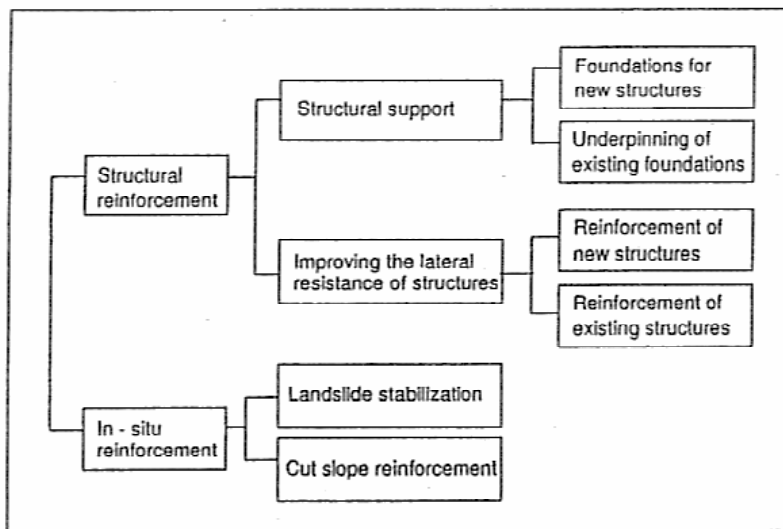 Structural
reinforcement
Structural support
Foundations for
new structures
Underpinning of
existing foundations
Improving the lateral
resistance of structures
Reinforcement of
new structures
Reinforcement of
existing structures
In - situ
reinforcement
Landslide stabilization
Cut slope reinforcement